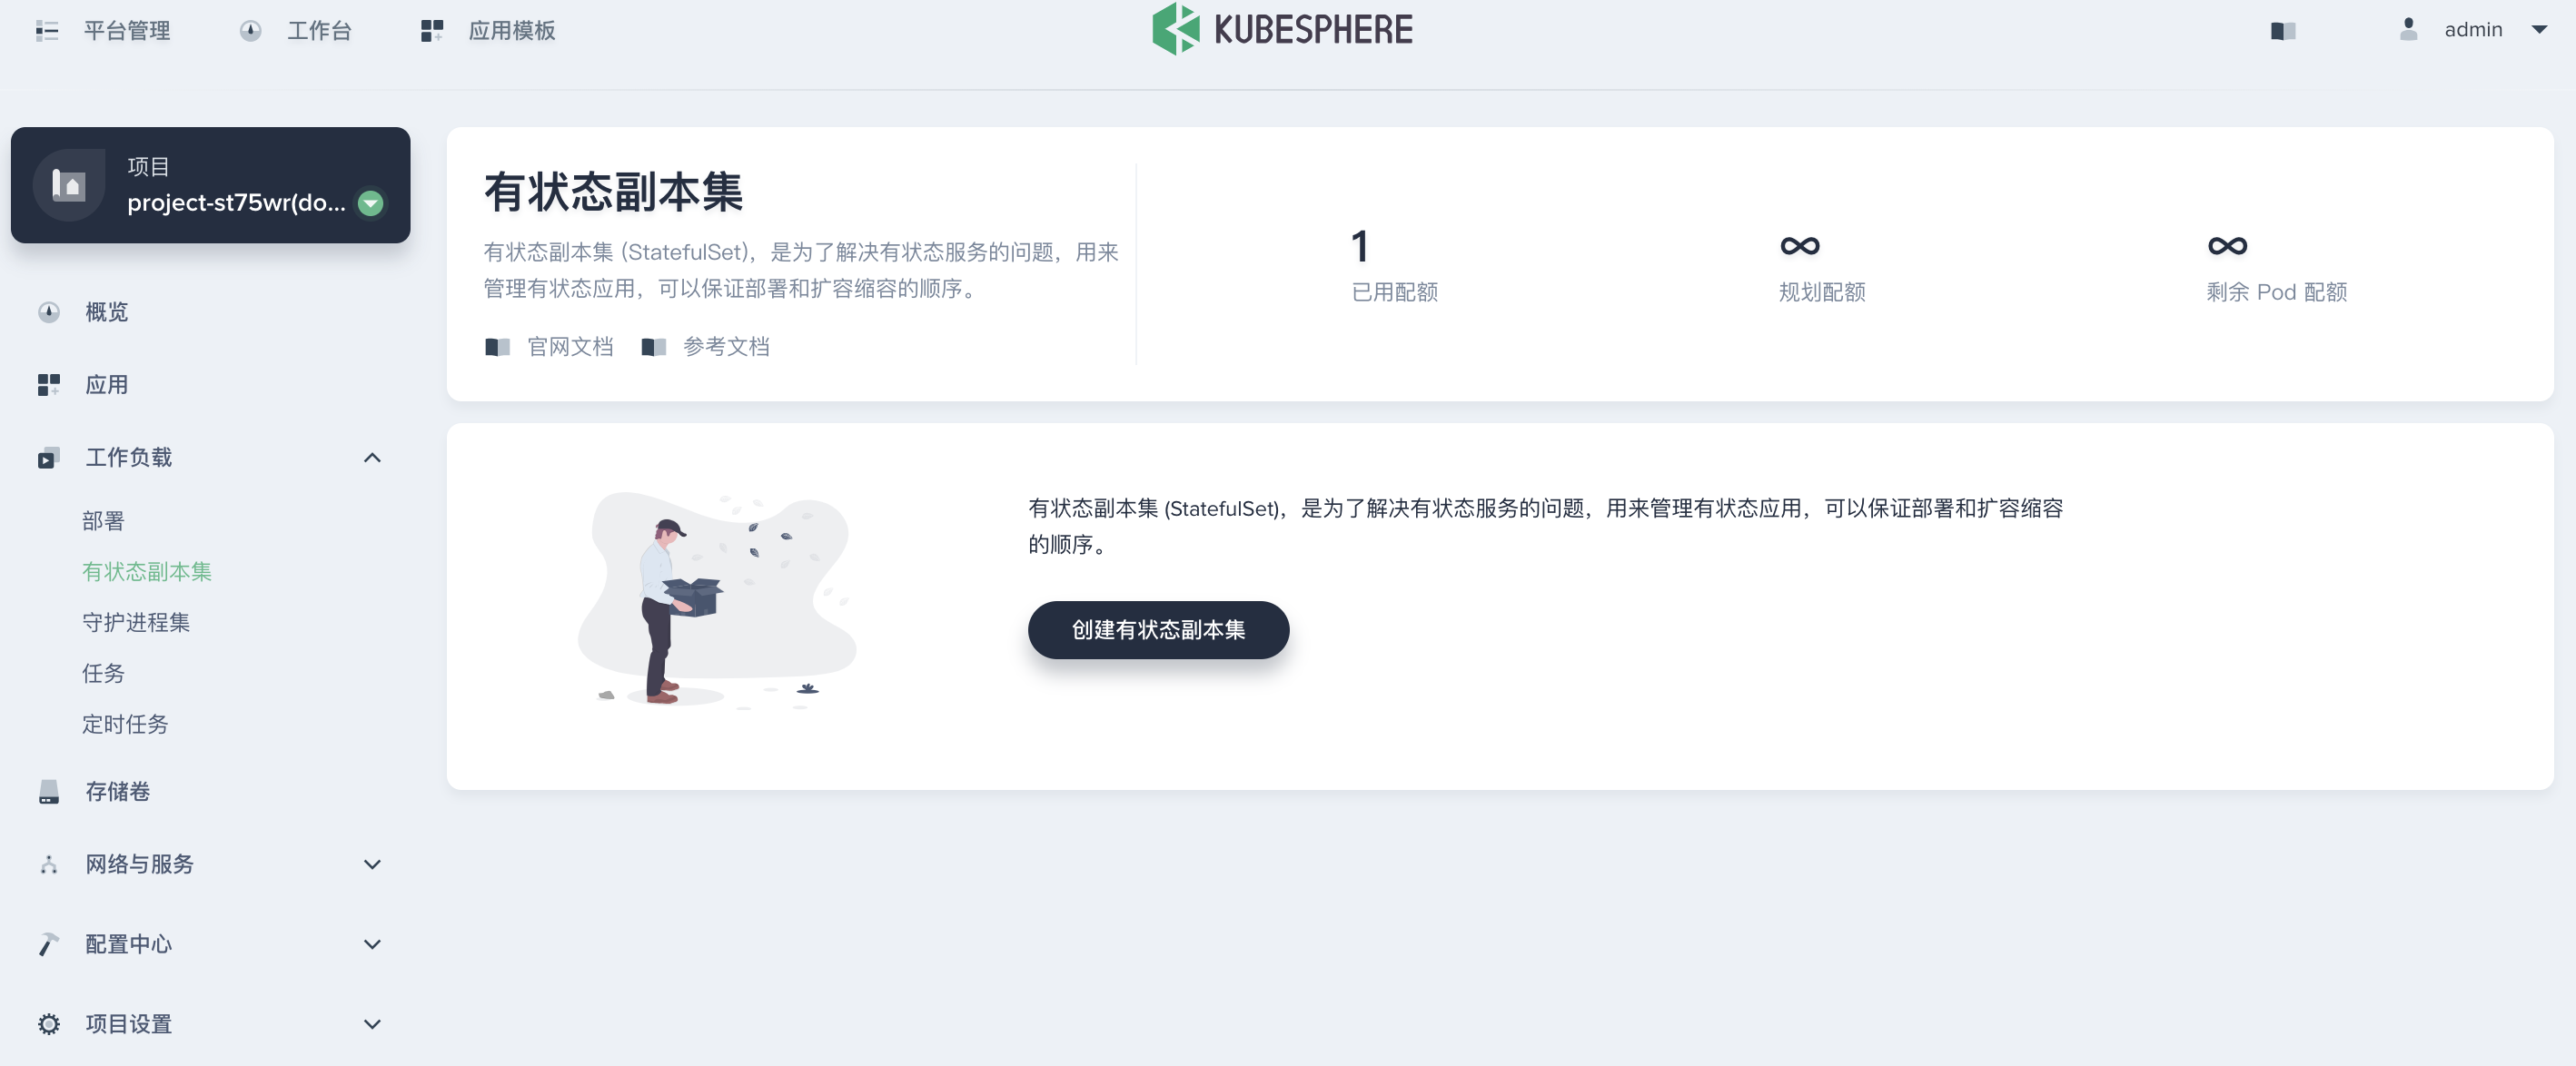 平台管理
工作台
应用模板
KUBESPHERE
admin
项目
project-st75wr(do...
概览
应用
工作负载
部署
有状态副本集
守护进程集
任务
定时任务
存储卷
网络与服务
配置中心
项目设置
有状态副本集
有状态副本集 (StatefulSet)，是为了解决有状态服务的问题，用来
管理有状态应用，可以保证部署和扩容缩容的顺序。
官网文档
参考文档
1
已用配额
∞
规划配额
∞
剩余 Pod 配额
有状态副本集 (StatefulSet)，是为了解决有状态服务的问题，用来管理有状态应用，可以保证部署和扩容缩容
的顺序。
创建有状态副本集